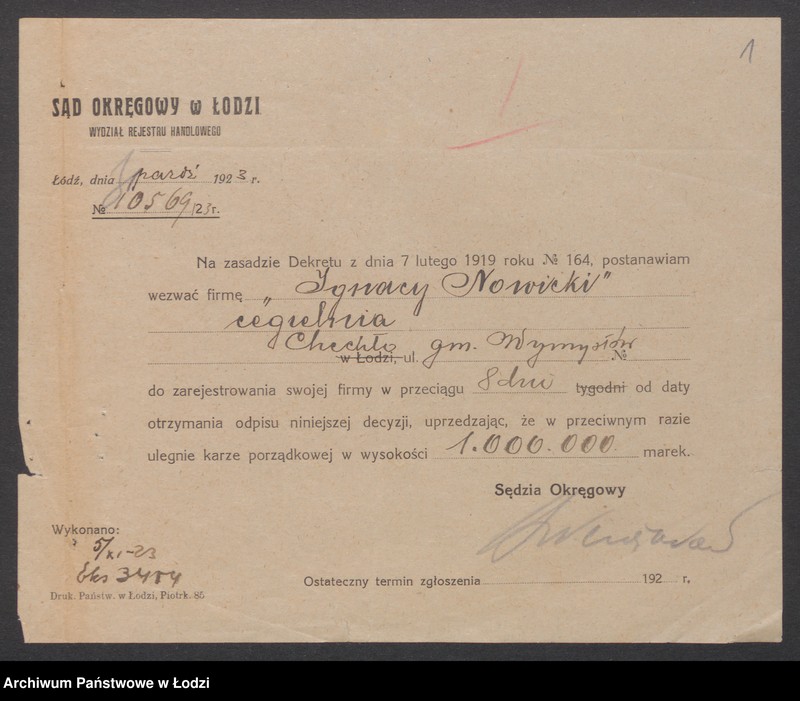 1
SĄD OKRĘGOWY w ŁODZI
WYDZIAŁ REJESTRU HANDLOWEGO
Łódź, dnia paźdź 1923 r.
№ 10569/23r.
Na zasadzie Dekretu z dnia 7 lutego 1919 roku № 164, postanawiam
wezwać firmę „Ignacy Nowicki"
cegielnia
Chechło gm. Wymysłów
w Łodzi, ul. №
do zarejestrowania swojej firmy w przeciągu 8 dni tygodni od daty
otrzymania odpisu niniejszej decyzji, uprzedzając, że w przeciwnym razie
ulegnie karze porządkowej w wysokości 1.000.000 marek.
Sędzia Okręgowy
Wykonano:
5/XI-23
Eks 3484
Ostateczny termin zgłoszenia 192 r.
Druk. Państw. w Łodzi, Piotrk. 85
Archiwum Państwowe w Łodzi